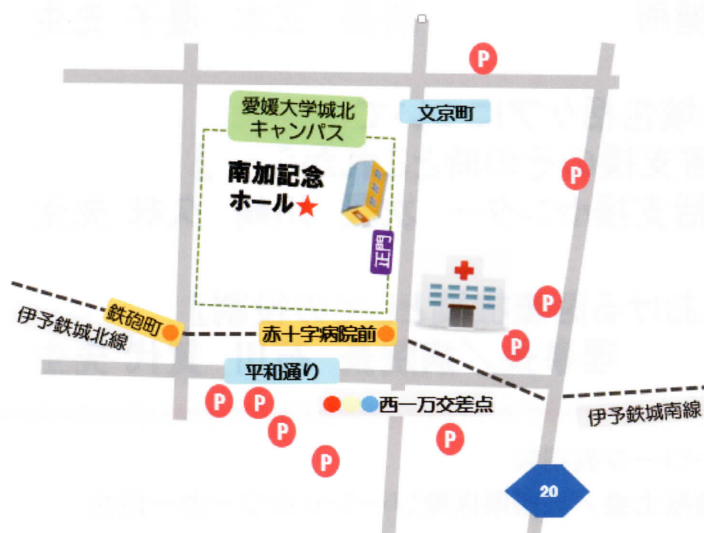 P
愛媛大学城北
キャンパス
文京町
南加記念
ホール★
P
正門
P
鉄砲町
伊予鉄城北線
赤十字病院前
P
平和通り
P
P
西一万交差点
伊予鉄城南線
P
P
P
20